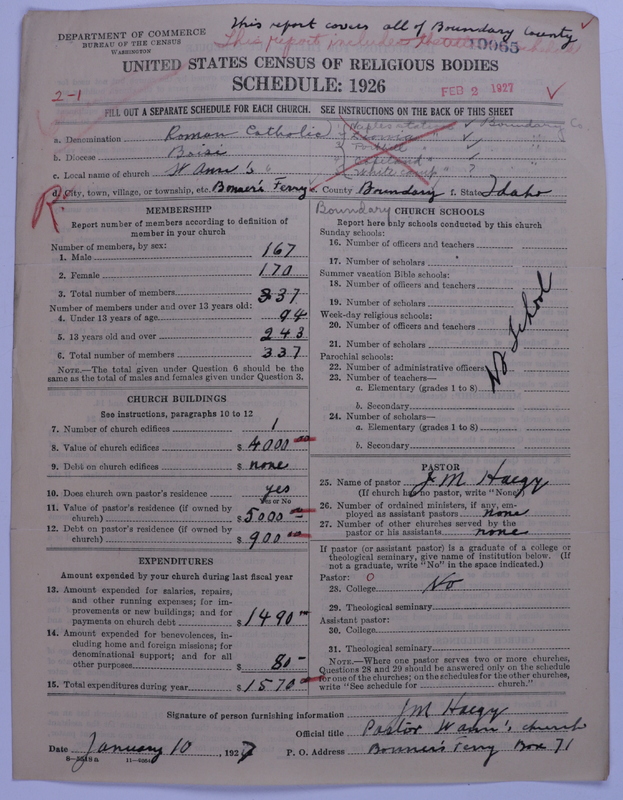 This report covers all of Boundary County
DEPARTMENT OF COMMERCE
BUREAU OF THE CENSUS
WASHINGTON
This report includes
10065
UNITED STATES CENSUS OF RELIGIOUS BODIES
SCHEDULE: 1926
2-1
FEB 2 1927
FILL OUT A SEPARATE SCHEDULE FOR EACH CHURCH. SEE INSTRUCTIONS ON THE BACK OF THIS SHEET
a. Denomination Roman Catholic Naples station Boundary Co.
b. Diocese Boisi
c. Local name of church St Ann's
d. City, town, village, or township, etc. Bonner's Ferry e. County Boundary f. State Idaho
R.
Boundary
MEMBERSHIP
Report number of members according to definition of
member in your church
Number of members, by sex:
1. Male 167
2. Female 170
3. Total number of members 337
Number of members under and over 13 years old:
4. Under 13 years of age 94
5. 13 years old and over 243
6. Total number of members 337
NOTE.—The total given under Question 6 should be
same as the total of males and females given under Question 3.
CHURCH BUILDINGS
See instructions, paragraphs 10 to 12
7. Number of church edifices 1
8. Value of church edifices $ 4000.00
9. Debt on church edifices $ none
10. Does church own pastor's residence yes
Yes or No
11. Value of pastor's residence (if owned by
church) $ 5000
12. Debt on pastor's residence (if owned by
church) $ 900.00
EXPENDITURES
Amount expended by your church during last fiscal year
13. Amount expended for salaries, repairs,
and other running expenses; for im-
provements or new buildings; and for
payments on church debt $ 1490
14. Amount expended for benevolences, in-
cluding home and foreign missions; for
denominational support; and for all
other purposes $ 80-
15. Total expenditures during year $ 1570
CHURCH SCHOOLS
Report here only schools conducted by this church
Sunday schools:
16. Number of officers and teachers
17. Number of scholars
Summer vacation Bible schools:
18. Number of officers and teachers
19. Number of scholars
Week-day religious schools:
20. Number of officers and teachers
21. Number of scholars
Parochial schools:
22. Number of administrative officers
23. Number of teachers—
a. Elementary (grades 1 to 8)
b. Secondary
24. Number of scholars—
a. Elementary (grades 1 to 8)
b. Secondary
No School
PASTOR
25. Name of pastor J M Haegy
(If church has no pastor, write "None")
26. Number of ordained ministers, if any, em-
ployed as assistant pastors none
27. Number of other churches served by the
pastor or his assistants none
If pastor (or assistant pastor) is a graduate of a college or
theological seminary, give name of institution below. (If
not a graduate, write "No" in the space indicated.)
Pastor: 0
28. College No
29. Theological seminary
Assistant pastor:
30. College
31. Theological seminary
NOTE.—Where one pastor serves two or more churches,
Questions 28 and 29 should be answered only on the schedule
for one of the churches; on the schedules for the other churches,
write "See schedule for church."
Signature of person furnishing information J M Haegy
Official title Pastor St Ann's church
Date January 10, 1927 P. O. Address Bonner's Ferry Box 71